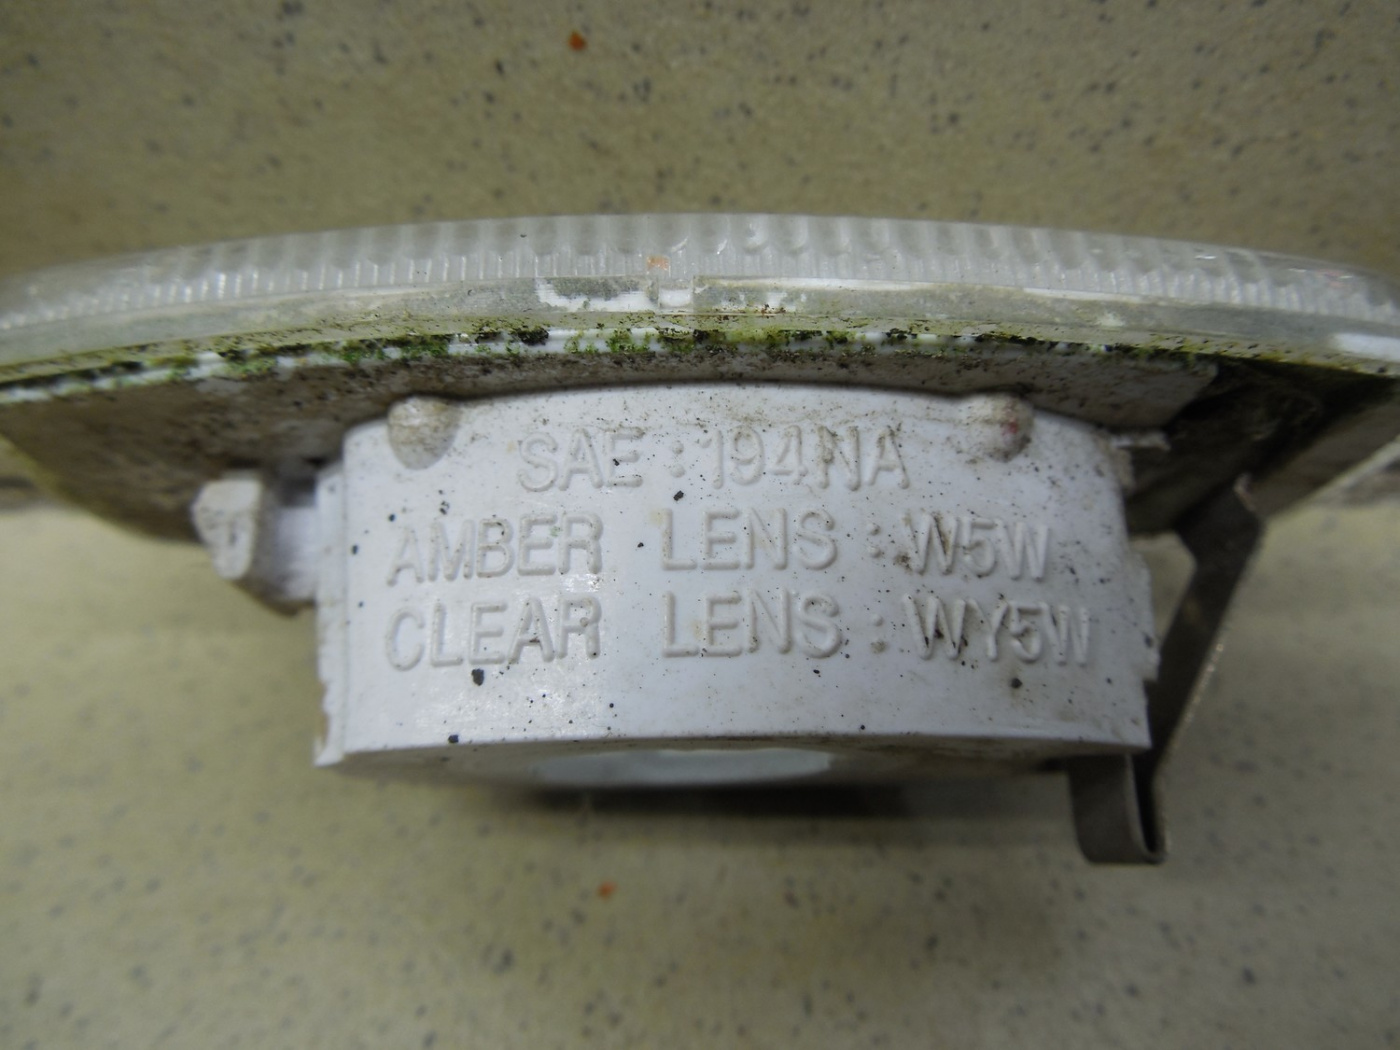 SAE : 194NA
AMBER LENS : W5W
CLEAR LENS : WY5W